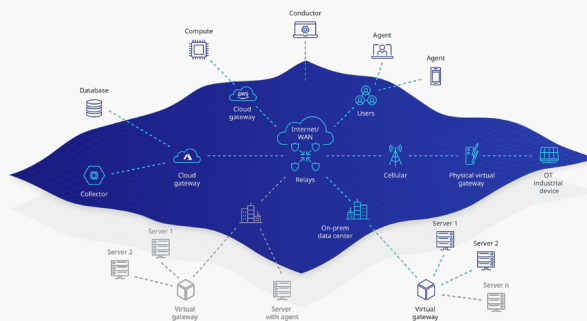 Conductor
Compute
Agent
Agent
Database
aws
Cloud
gateway
Internet/
WAN
Users
Cloud
gateway
Relays
Cellular
Physical virtual
gateway
OT
industrial
device
Collector
On-prem
data center
Server 1
Server 2
Server 1
Server 2
Server n
Virtual
gateway
Server
with agent
Virtual
gateway